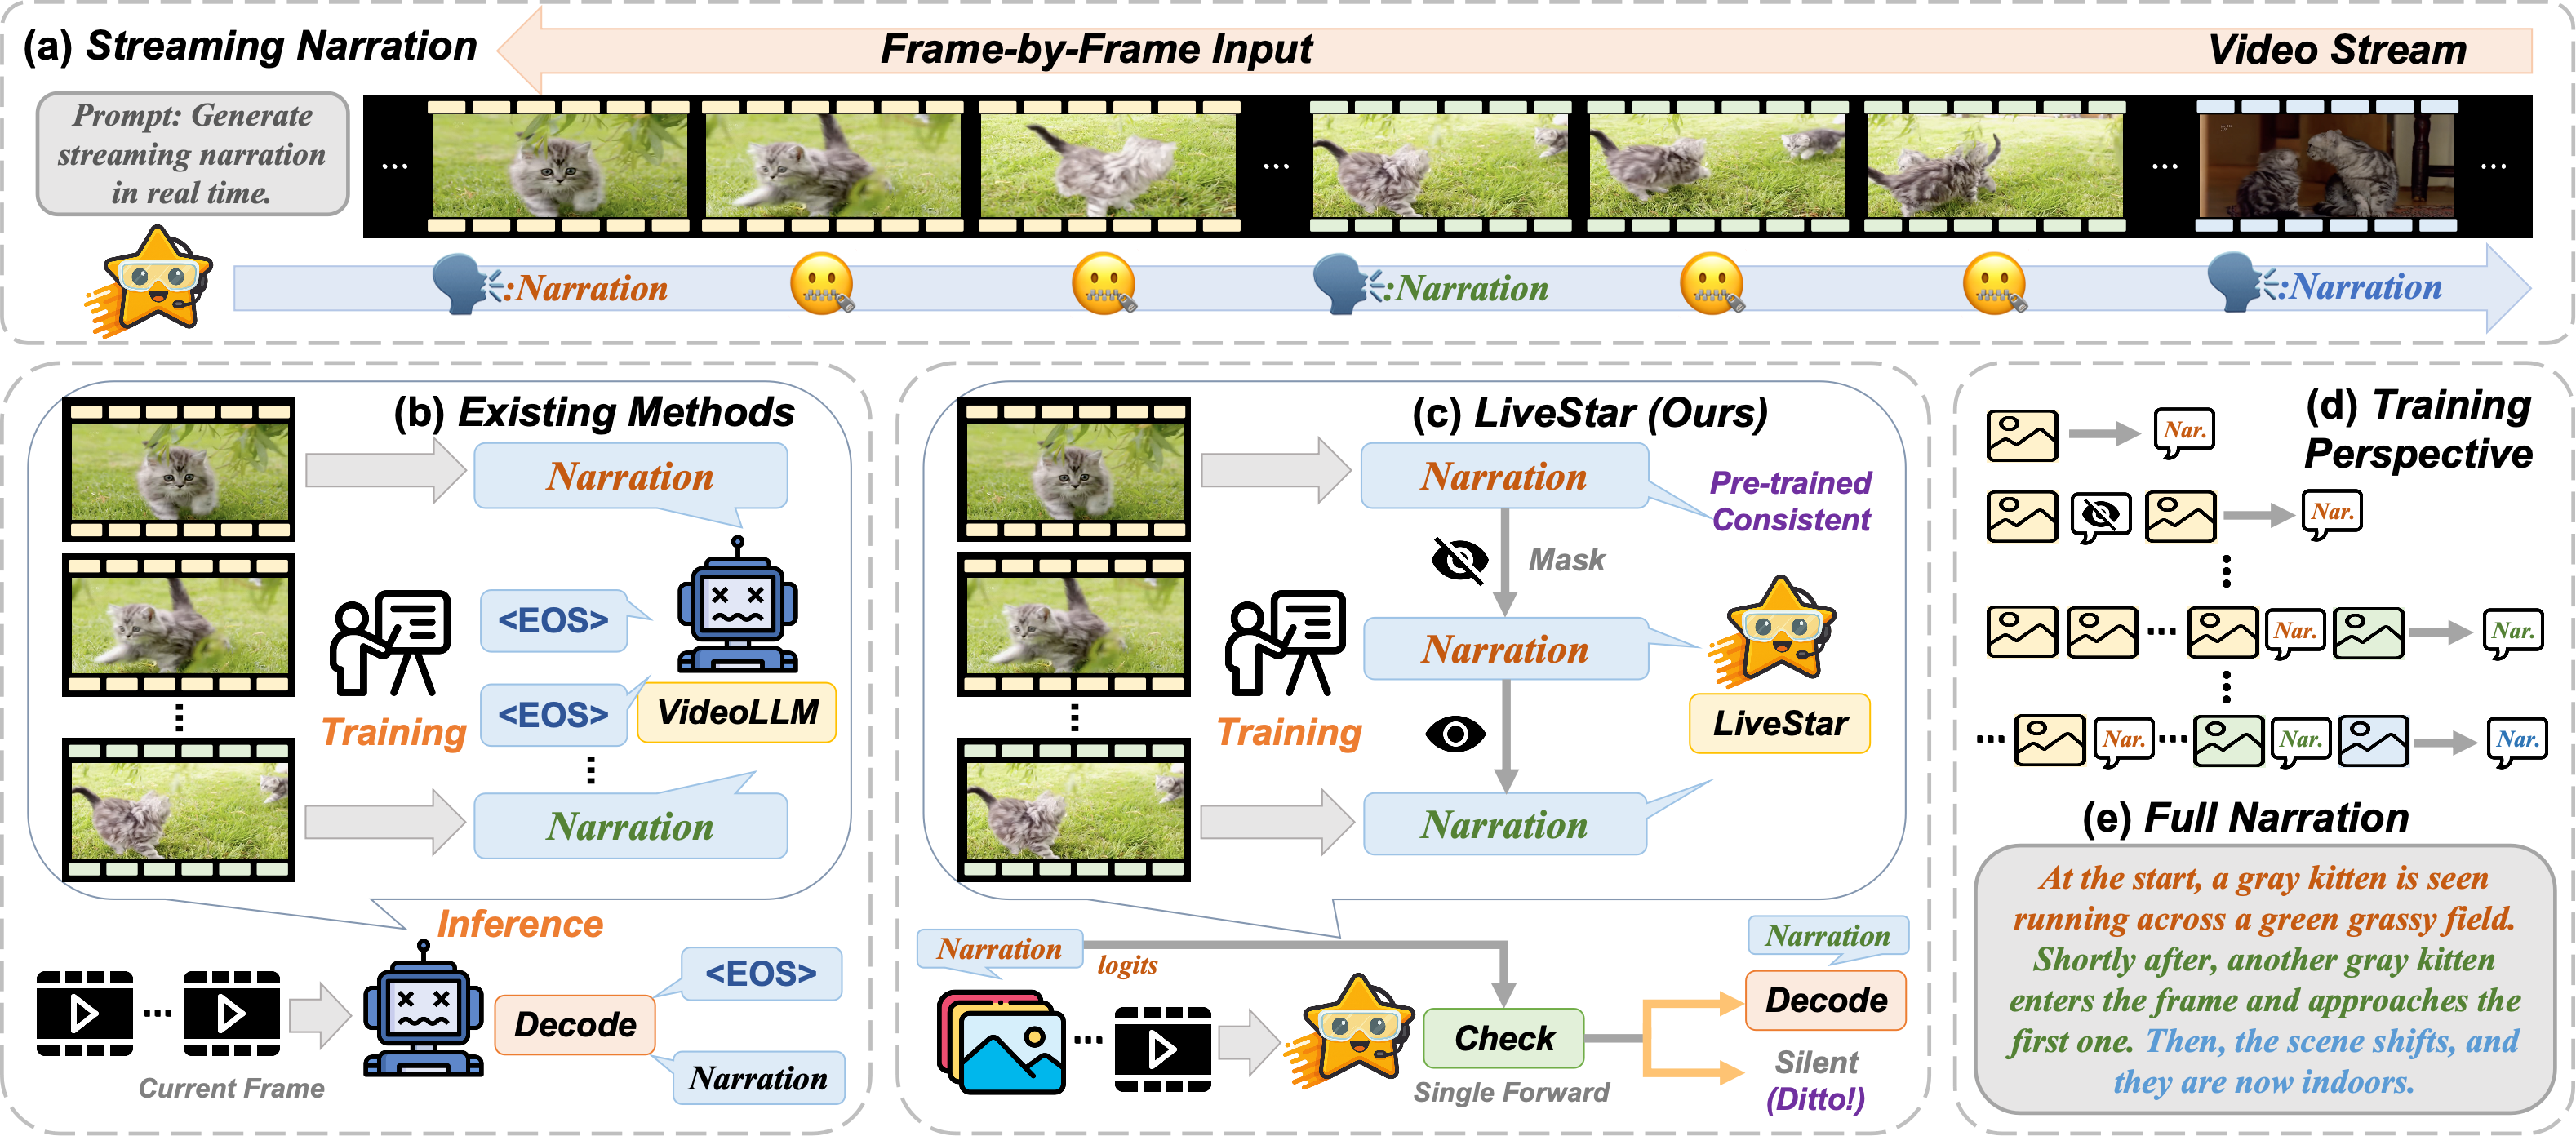 (a) Streaming Narration
Frame-by-Frame Input
Video Stream
Prompt: Generate
streaming narration
in real time.
...
...
...
...
:Narration
:Narration
:Narration
(b) Existing Methods
Narration
<EOS>
<EOS>
VideoLLM
Training
Narration
Inference
...
Current Frame
Decode
<EOS>
Narration
(c) LiveStar (Ours)
Narration
Pre-trained
Consistent
Mask
Narration
Training
LiveStar
Narration
Narration
logits
...
Check
Single Forward
Narration
Decode
Silent
(Ditto!)
(d) Training
Perspective
Nar.
Nar.
... Nar. Nar.
... Nar. ... Nar. Nar.
(e) Full Narration
At the start, a gray kitten is seen
running across a green grassy field.
Shortly after, another gray kitten
enters the frame and approaches the
first one. Then, the scene shifts, and
they are now indoors.